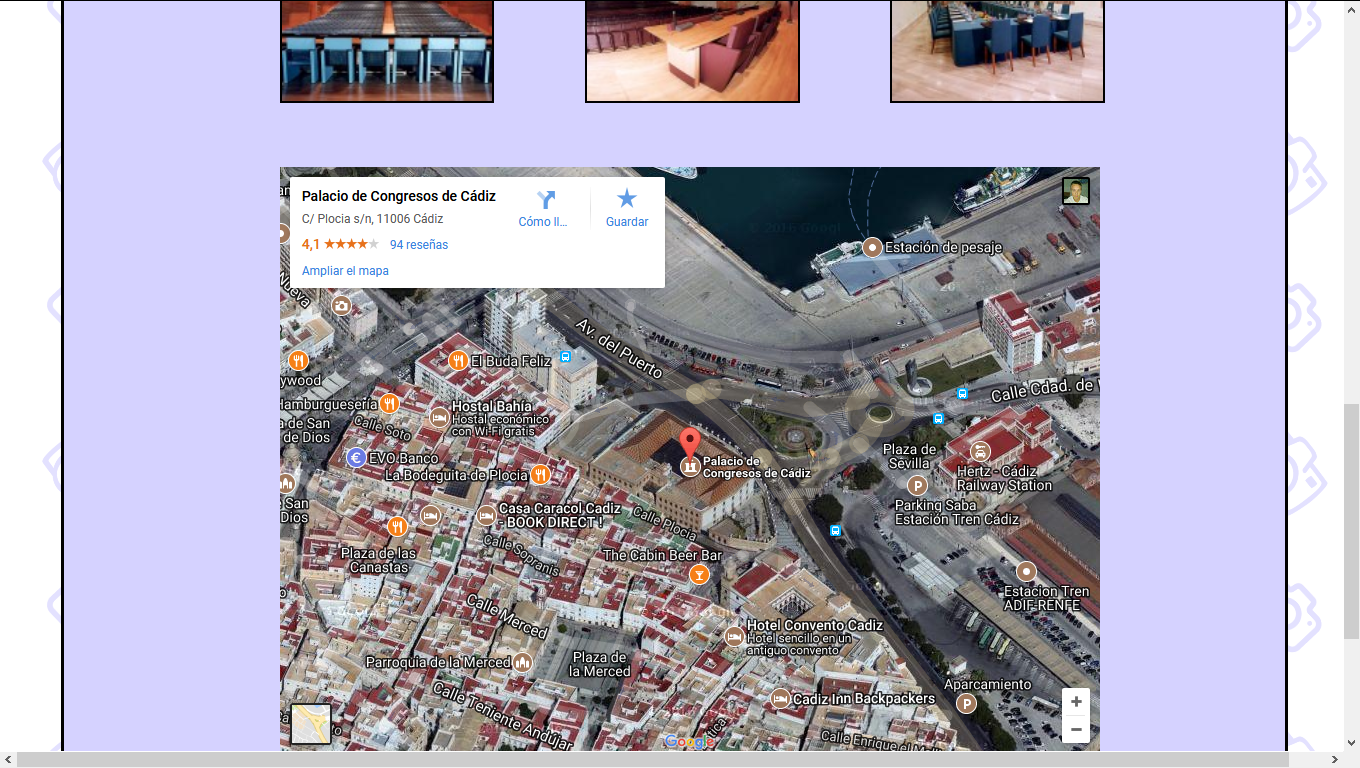 Palacio de Congresos de Cádiz
C/ Plocia s/n, 11006 Cádiz
4,1
94 reseñas
Ampliar el mapa
Cómo ll...
Guardar
© 2016 Googl
Estación de pesaje
Nueva
Av. del Puerto
El Buda Feliz
ywood
Hamburguesería
a de San
de Dios
Hostal Bahía
Hostal económico
con Wi-Fi gratis
Calle Soto
EVO Banco
La Bodeguita de Plocia
Palacio de
Congresos de Cádiz
Calle Cdad. de
Plaza de
Sevilla
Hertz - Cádiz
Railway Station
P
Parking Saba
Estación Tren Cádiz
San
Dios
Casa Caracol Cadiz
- BOOK DIRECT !
Calle Plocia
Calle Sopranis
Plaza de las
Canastas
The Cabin Beer Bar
Estacion Tren
ADIF-RENFE
Calle Merced
Hotel Convento Cadiz
Hotel sencillo en un
antiguo convento
Parroquia de la Merced
Plaza de
la Merced
Calle Teniente Andújar
Cadiz Inn Backpackers
Aparcamiento
P
Calle Enrique el
Google
+
−